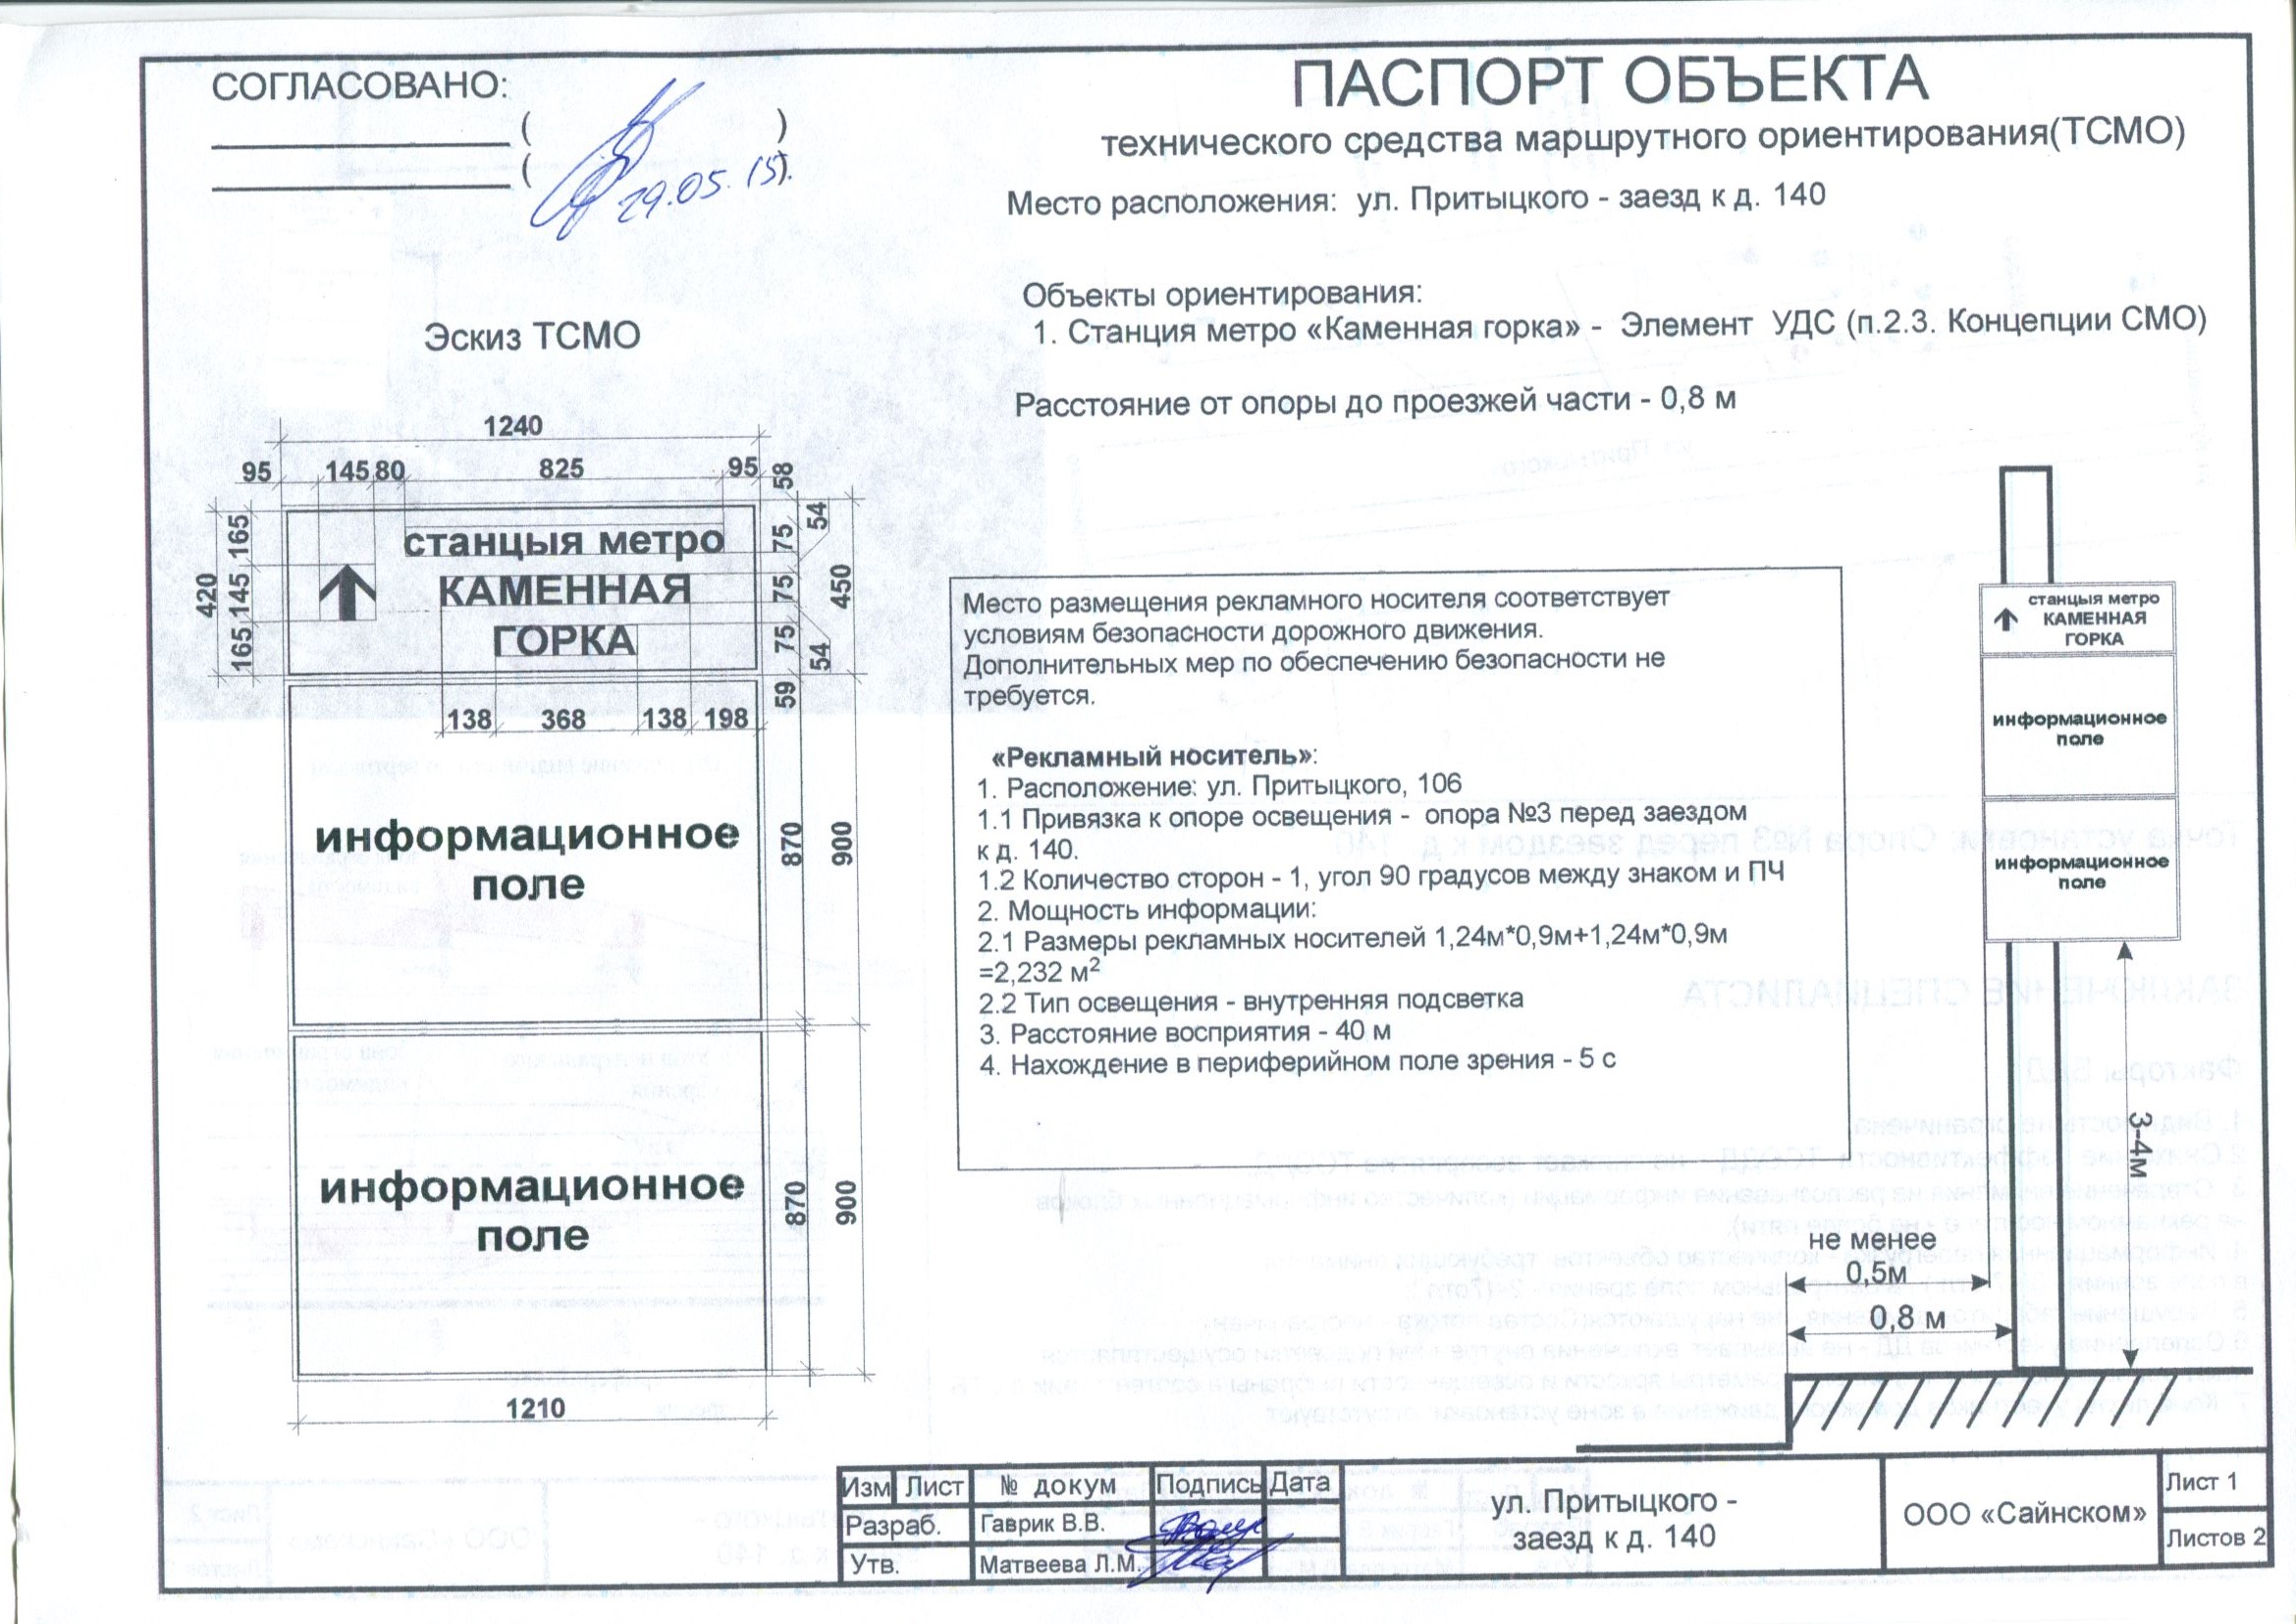 СОГЛАСОВАНО:
( )
( )
29.05.15
ПАСПОРТ ОБЪЕКТА
технического средства маршрутного ориентирования(ТСМО)
Место расположения: ул. Притыцкого - заезд к д. 140
Объекты ориентирования:
1. Станция метро «Каменная горка» - Элемент УДС (п.2.3. Концепции СМО)
Расстояние от опоры до проезжей части - 0,8 м
Эскиз ТСМО
1240
95 145 80 825 95 58
420 165 145 165
станцыя метро
КАМЕННАЯ
ГОРКА
75 75 75 54 54 450 59
138 368 138 198
информационное
поле
870 900
информационное
поле
870 900
1210
Место размещения рекламного носителя соответствует
условиям безопасности дорожного движения.
Дополнительных мер по обеспечению безопасности не
требуется.
«Рекламный носитель»:
1. Расположение: ул. Притыцкого, 106
1.1 Привязка к опоре освещения - опора №3 перед заездом
к д. 140.
1.2 Количество сторон - 1, угол 90 градусов между знаком и ПЧ
2. Мощность информации:
2.1 Размеры рекламных носителей 1,24м*0,9м+1,24м*0,9м
=2,232 м²
2.2 Тип освещения - внутренняя подсветка
3. Расстояние восприятия - 40 м
4. Нахождение в периферийном поле зрения - 5 с
станцыя метро
КАМЕННАЯ
ГОРКА
информационное
поле
информационное
поле
3-4м
не менее
0,5м
0,8 м
Изм Лист № докум Подпись Дата
Разраб. Гаврик В.В.
Утв. Матвеева Л.М.
ул. Притыцкого -
заезд к д. 140
ООО «Сайнском»
Лист 1
Листов 2